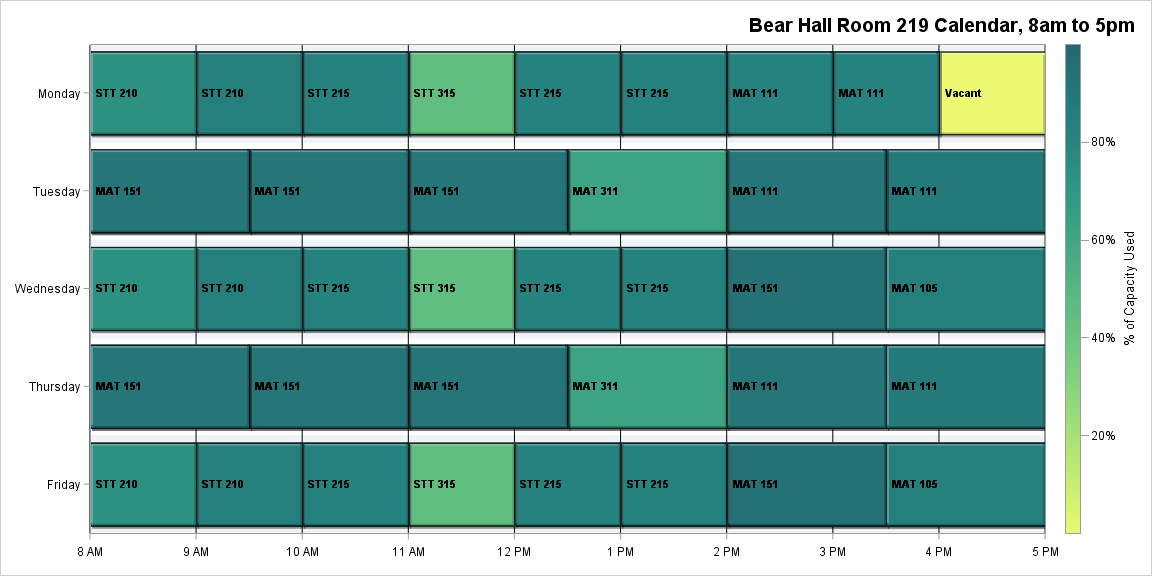 Bear Hall Room 219 Calendar, 8am to 5pm
Monday
STT 210
STT 210
STT 215
STT 315
STT 215
STT 215
MAT 111
MAT 111
Vacant
Tuesday
MAT 151
MAT 151
MAT 151
MAT 311
MAT 111
MAT 111
Wednesday
STT 210
STT 210
STT 215
STT 315
STT 215
STT 215
MAT 151
MAT 105
Thursday
MAT 151
MAT 151
MAT 151
MAT 311
MAT 111
MAT 111
Friday
STT 210
STT 210
STT 215
STT 315
STT 215
STT 215
MAT 151
MAT 105
8 AM
9 AM
10 AM
11 AM
12 PM
1 PM
2 PM
3 PM
4 PM
5 PM
80%
60%
40%
20%
% of Capacity Used